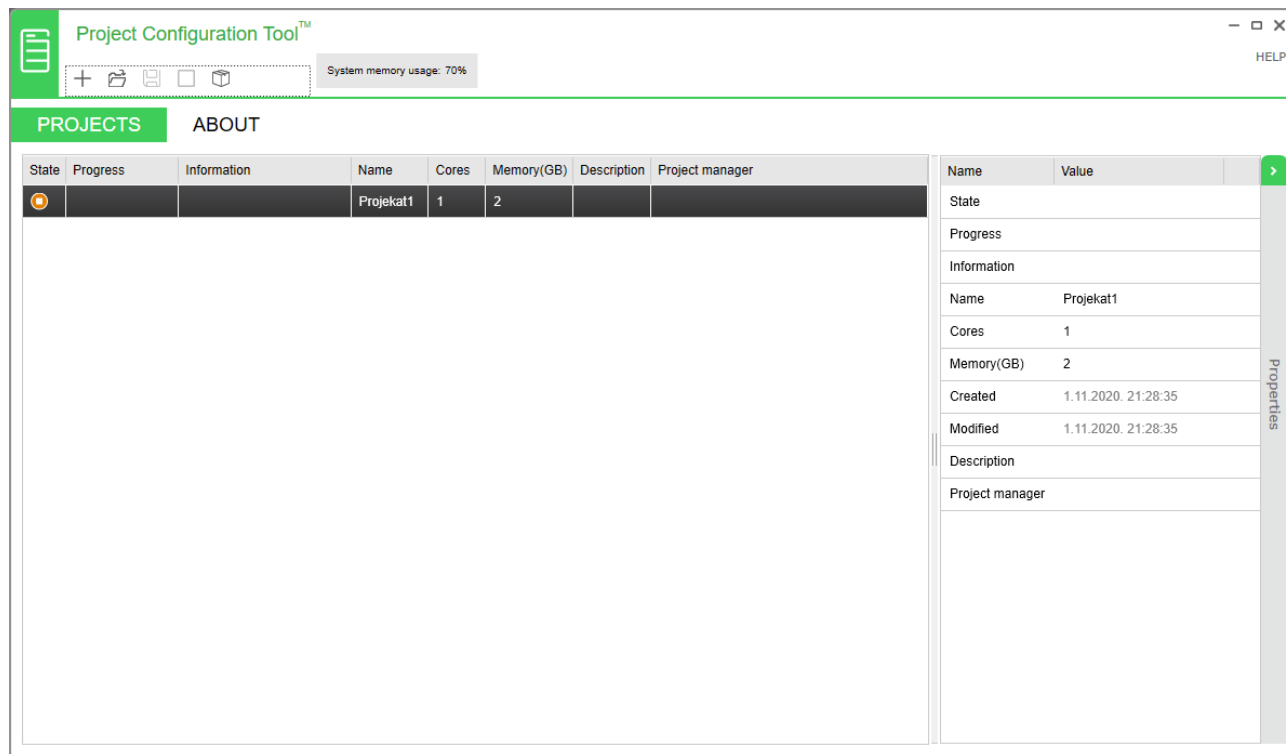 Project Configuration Tool™
HELP
System memory usage: 70%
PROJECTS ABOUT
State Progress Information Name Cores Memory(GB) Description Project manager
Projekat1 1 2
Name Value
State
Progress
Information
Name Projekat1
Cores 1
Memory(GB) 2
Created 1.11.2020. 21:28:35
Modified 1.11.2020. 21:28:35
Description
Project manager
Properties